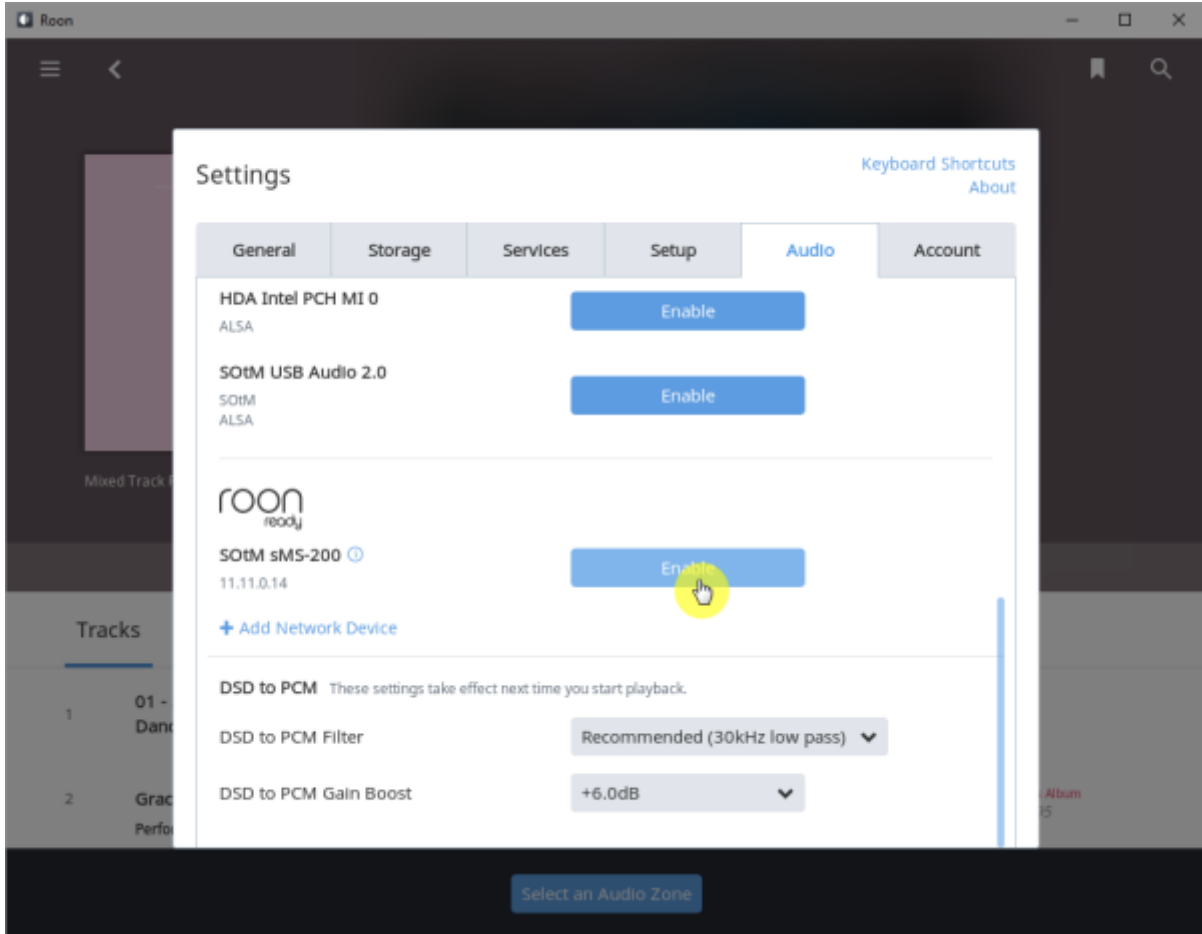 Roon
Settings
Keyboard Shortcuts
About
General Storage Services Setup Audio Account
HDA Intel PCH MI 0
ALSA
Enable
SOtM USB Audio 2.0
SOtM
ALSA
Enable
roon
ready
SOtM sMS-200
11.11.0.14
Enable
+ Add Network Device
DSD to PCM These settings take effect next time you start playback.
DSD to PCM Filter Recommended (30kHz low pass)
DSD to PCM Gain Boost +6.0dB
Mixed Track
Tracks
1 01 -
2
Album
Select an Audio Zone